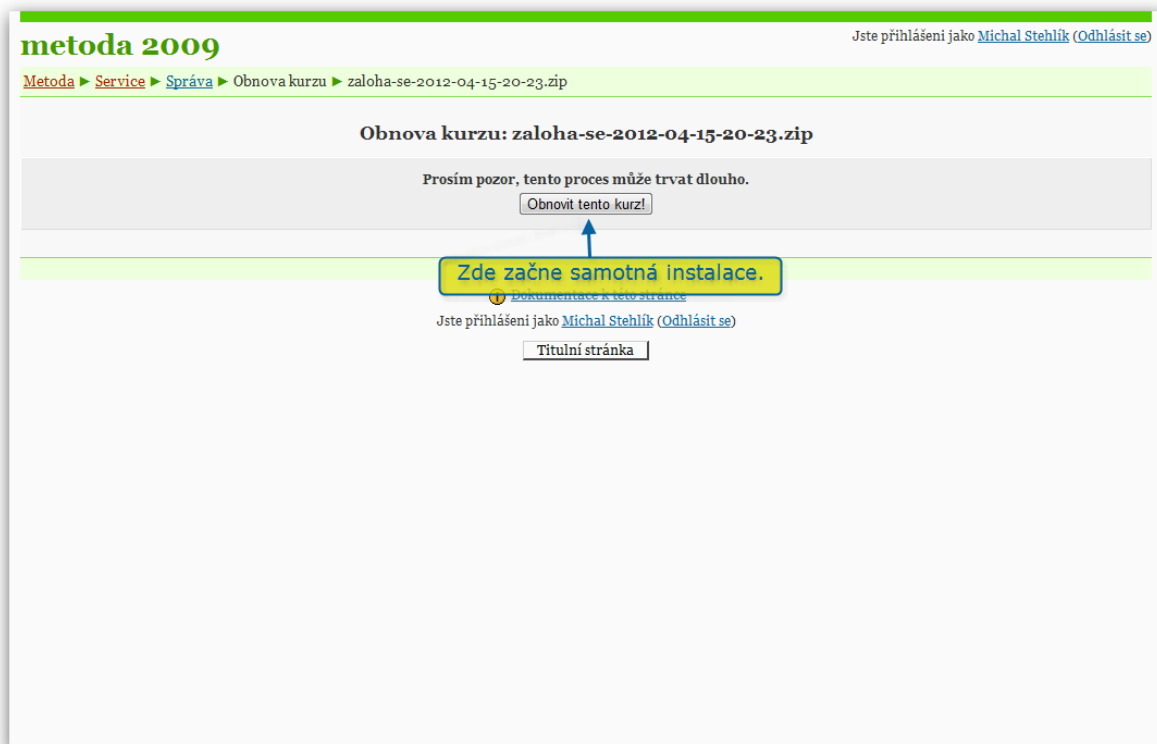 Jste přihlášeni jako Michal Stehlík (Odhlásit se)
metoda 2009
Metoda ► Service ► Správa ► Obnova kurzu ► zaloha-se-2012-04-15-20-23.zip
Obnova kurzu: zaloha-se-2012-04-15-20-23.zip
Prosím pozor, tento proces může trvat dlouho.
Obnovit tento kurz!
Zde začne samotná instalace.
Dokumentace k této stránce
Jste přihlášeni jako Michal Stehlík (Odhlásit se)
Titulní stránka